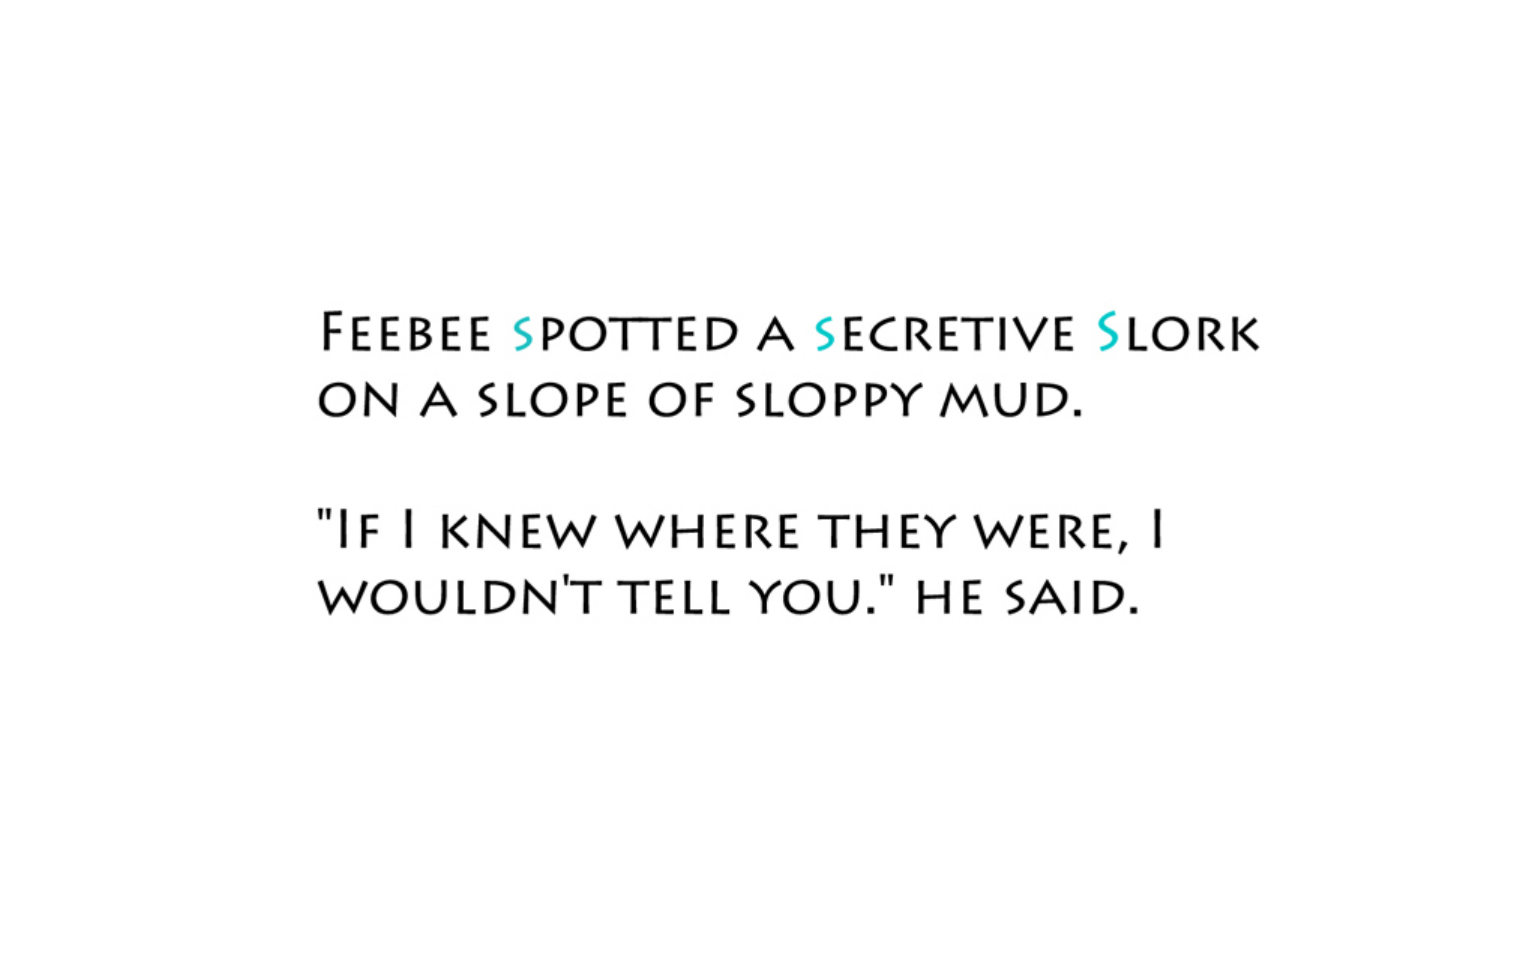 Feebee spotted a secretive Slork
on a slope of sloppy mud.
"If I knew where they were, I
wouldn't tell you." he said.